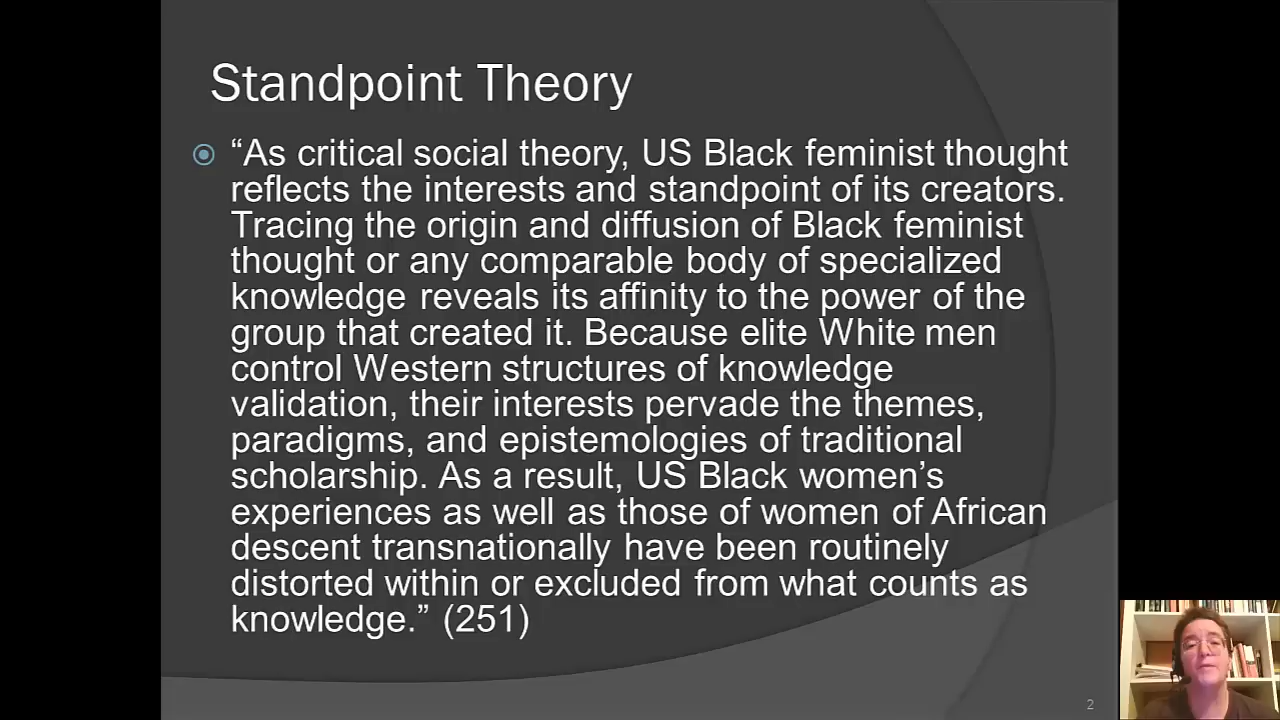 Standpoint Theory
“As critical social theory, US Black feminist thought
reflects the interests and standpoint of its creators.
Tracing the origin and diffusion of Black feminist
thought or any comparable body of specialized
knowledge reveals its affinity to the power of the
group that created it. Because elite White men
control Western structures of knowledge
validation, their interests pervade the themes,
paradigms, and epistemologies of traditional
scholarship. As a result, US Black women’s
experiences as well as those of women of African
descent transnationally have been routinely
distorted within or excluded from what counts as
knowledge.” (251)
2